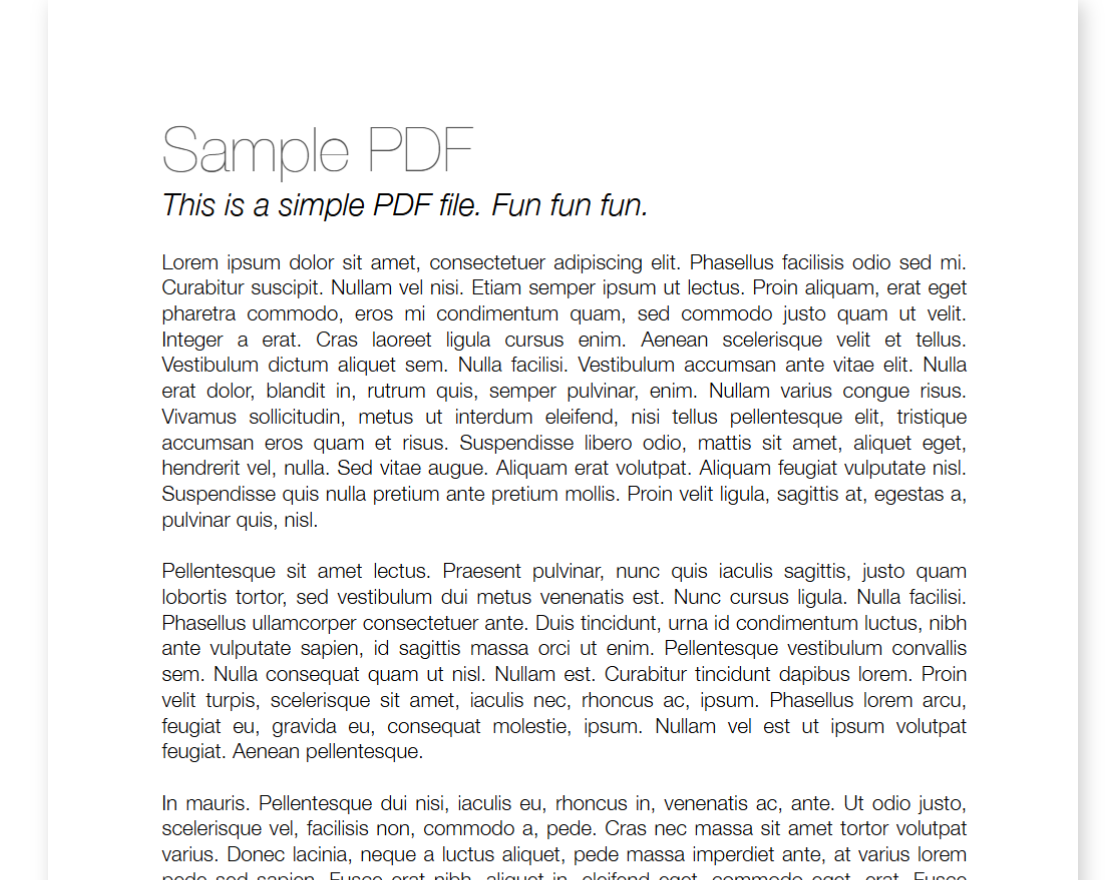 Sample PDF
This is a simple PDF file. Fun fun fun.
Lorem ipsum dolor sit amet, consectetuer adipiscing elit. Phasellus facilisis odio sed mi.
Curabitur suscipit. Nullam vel nisi. Etiam semper ipsum ut lectus. Proin aliquam, erat eget
pharetra commodo, eros mi condimentum quam, sed commodo justo quam ut velit.
Integer a erat. Cras laoreet ligula cursus enim. Aenean scelerisque velit et tellus.
Vestibulum dictum aliquet sem. Nulla facilisi. Vestibulum accumsan ante vitae elit. Nulla
erat dolor, blandit in, rutrum quis, semper pulvinar, enim. Nullam varius congue risus.
Vivamus sollicitudin, metus ut interdum eleifend, nisi tellus pellentesque elit, tristique
accumsan eros quam et risus. Suspendisse libero odio, mattis sit amet, aliquet eget,
hendrerit vel, nulla. Sed vitae augue. Aliquam erat volutpat. Aliquam feugiat vulputate nisl.
Suspendisse quis nulla pretium ante pretium mollis. Proin velit ligula, sagittis at, egestas a,
pulvinar quis, nisl.
Pellentesque sit amet lectus. Praesent pulvinar, nunc quis iaculis sagittis, justo quam
lobortis tortor, sed vestibulum dui metus venenatis est. Nunc cursus ligula. Nulla facilisi.
Phasellus ullamcorper consectetuer ante. Duis tincidunt, urna id condimentum luctus, nibh
ante vulputate sapien, id sagittis massa orci ut enim. Pellentesque vestibulum convallis
sem. Nulla consequat quam ut nisl. Nullam est. Curabitur tincidunt dapibus lorem. Proin
velit turpis, scelerisque sit amet, iaculis nec, rhoncus ac, ipsum. Phasellus lorem arcu,
feugiat eu, gravida eu, consequat molestie, ipsum. Nullam vel est ut ipsum volutpat
feugiat. Aenean pellentesque.
In mauris. Pellentesque dui nisi, iaculis eu, rhoncus in, venenatis ac, ante. Ut odio justo,
scelerisque vel, facilisis non, commodo a, pede. Cras nec massa sit amet tortor volutpat
varius. Donec lacinia, neque a luctus aliquet, pede massa imperdiet ante, at varius lorem